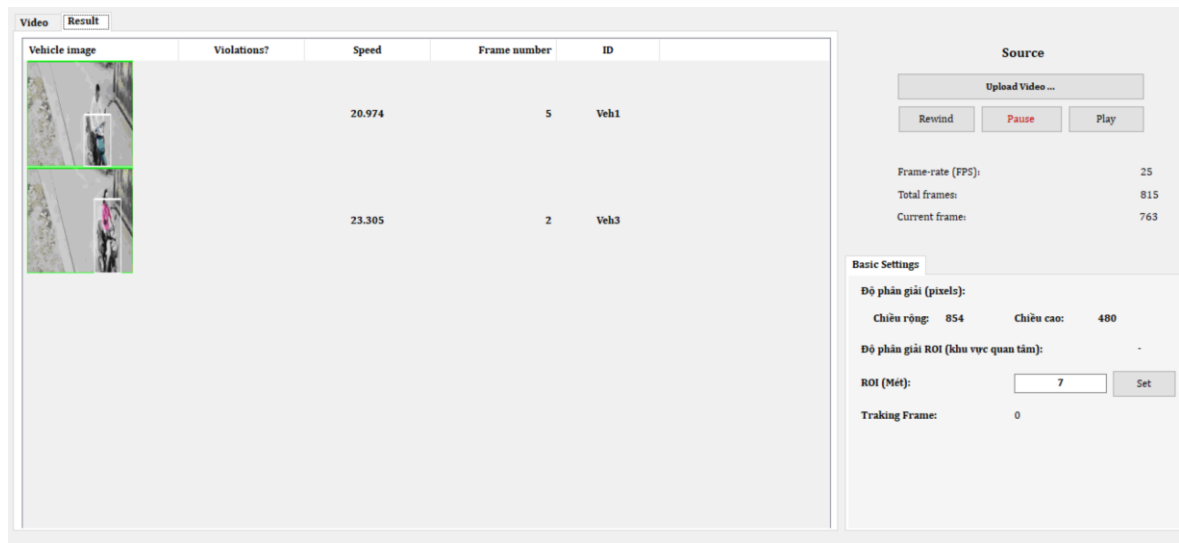 Video Result
Vehicle image Violations? Speed Frame number ID
20.974 5 Veh1
23.305 2 Veh3
Source
Upload Video ...
Rewind Pause Play
Frame-rate (FPS): 25
Total frames: 815
Current frame: 763
Basic Settings
Độ phân giải (pixels):
Chiều rộng: 854 Chiều cao: 480
Độ phân giải ROI (khu vực quan tâm): -
ROI (Mét): 7 Set
Traking Frame: 0